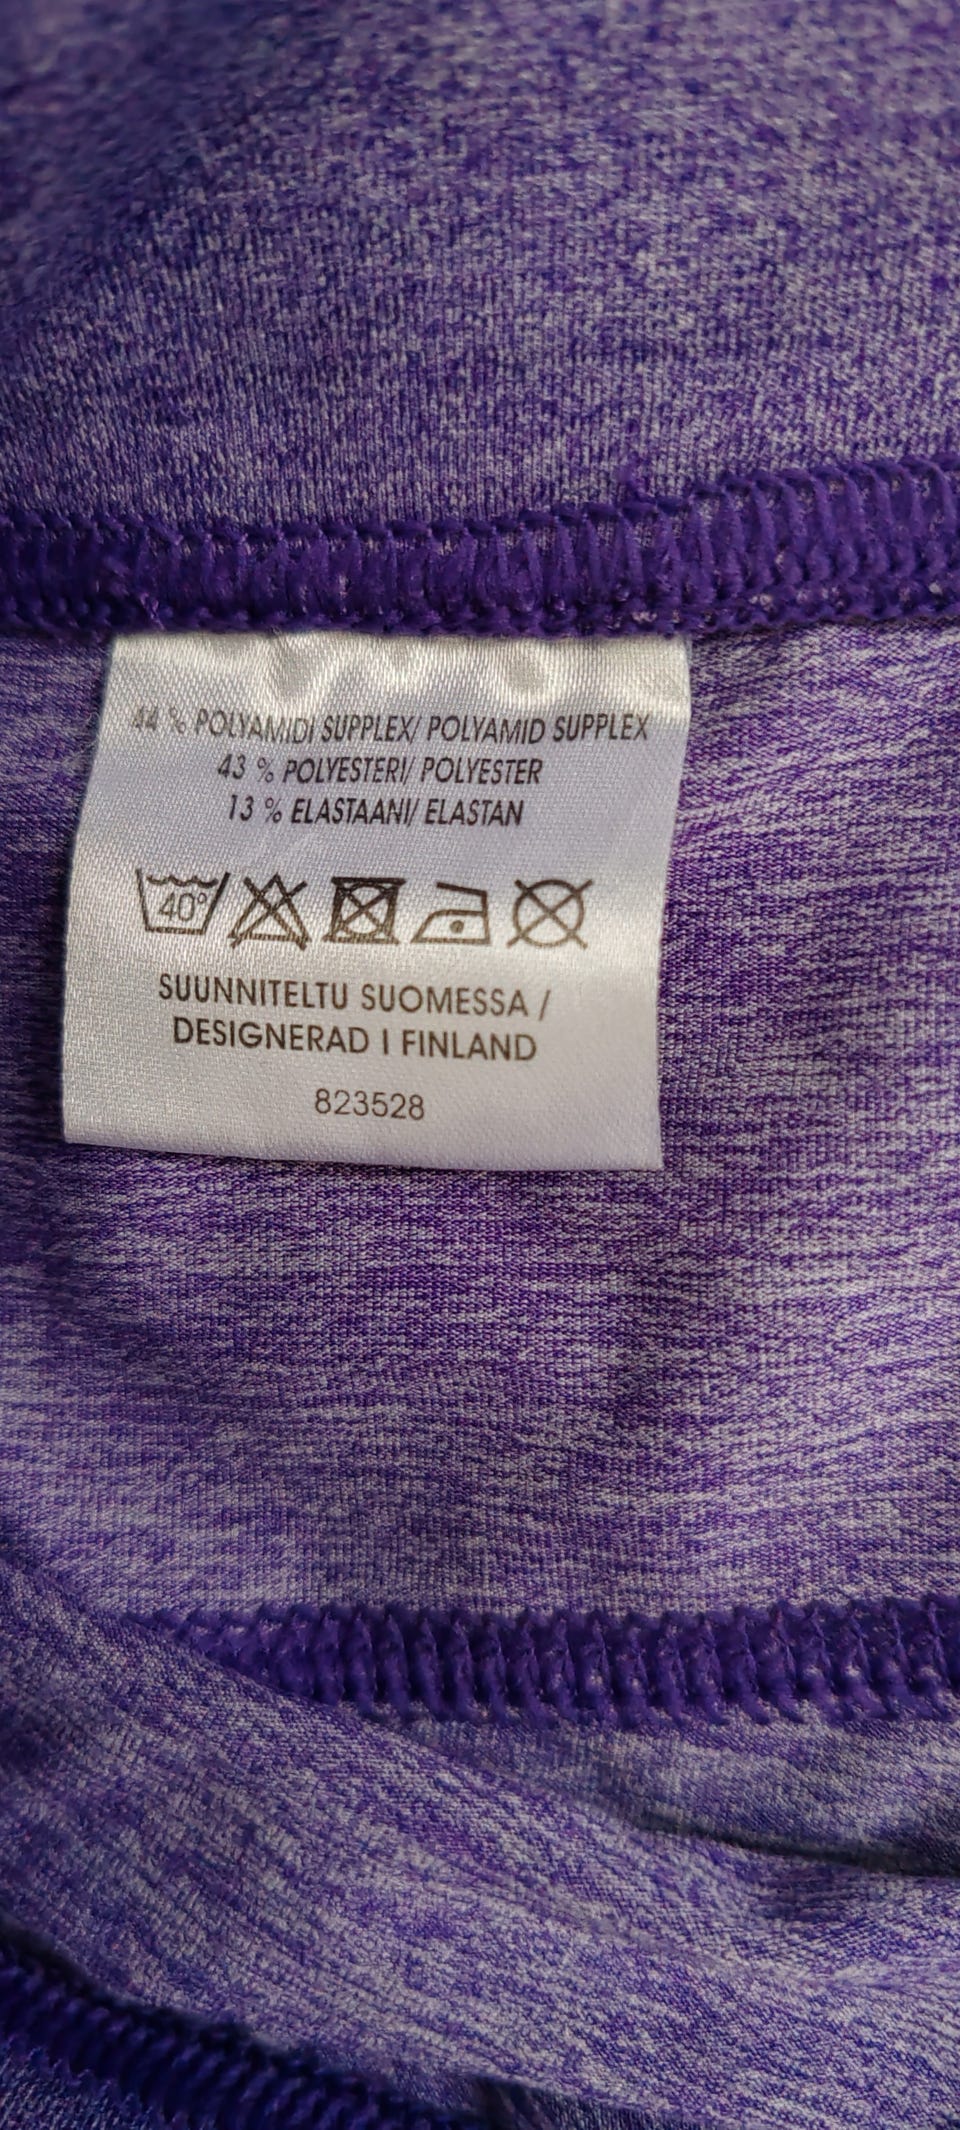 44 % POLYAMIDI SUPPLEX/ POLYAMID SUPPLEX
43 % POLYESTERI/ POLYESTER
13 % ELASTAANI/ ELASTAN
40°
SUUNNITELTU SUOMESSA /
DESIGNERAD I FINLAND
823528